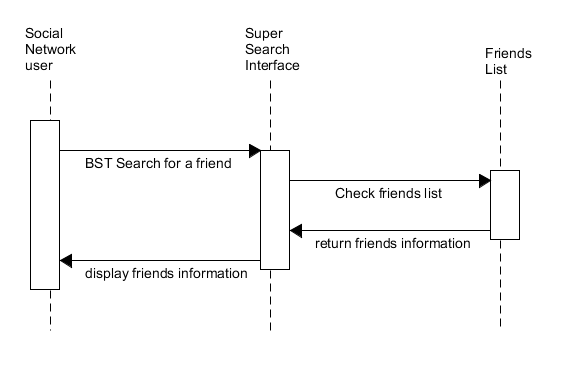 Social
Network
user
Super
Search
Interface
Friends
List
BST Search for a friend
Check friends list
return friends information
display friends information